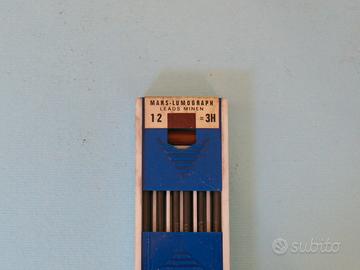 MARS-LUMOGRAPH
LEADS MINEN
12 = 3H
subito